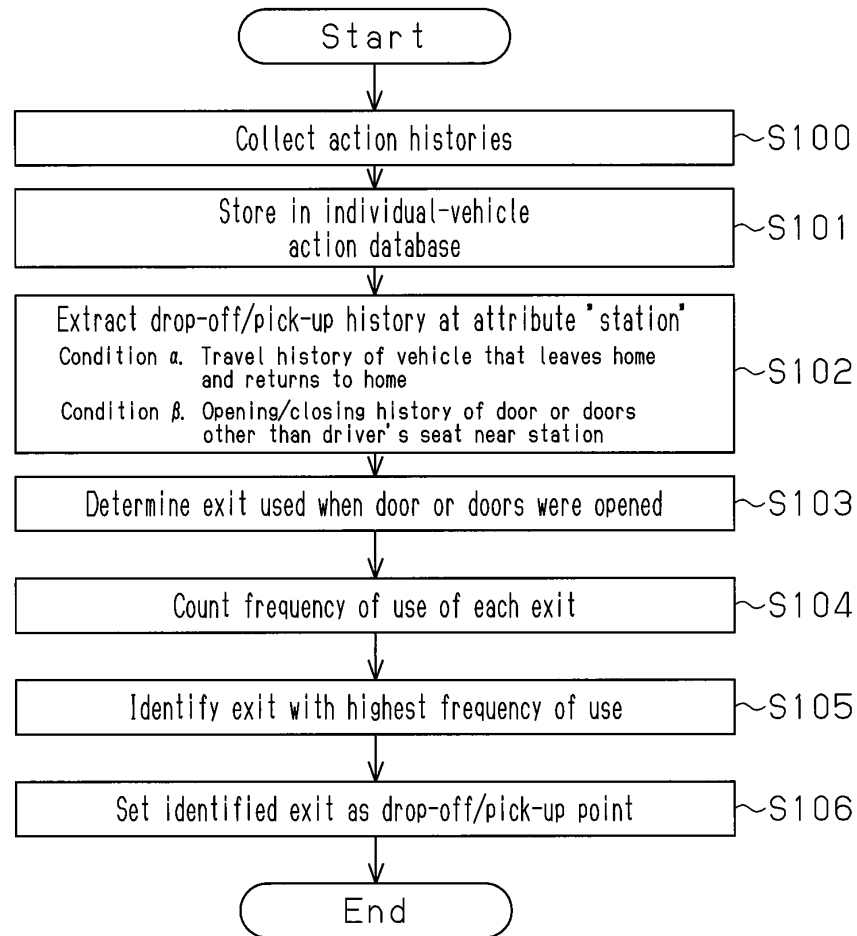 Start
Collect action histories
S100
Store in individual-vehicle
action database
S101
Extract drop-off/pick-up history at attribute "station"
Condition α. Travel history of vehicle that leaves home
and returns to home
Condition β. Opening/closing history of door or doors
other than driver's seat near station
S102
Determine exit used when door or doors were opened
S103
Count frequency of use of each exit
S104
Identify exit with highest frequency of use
S105
Set identified exit as drop-off/pick-up point
S106
End